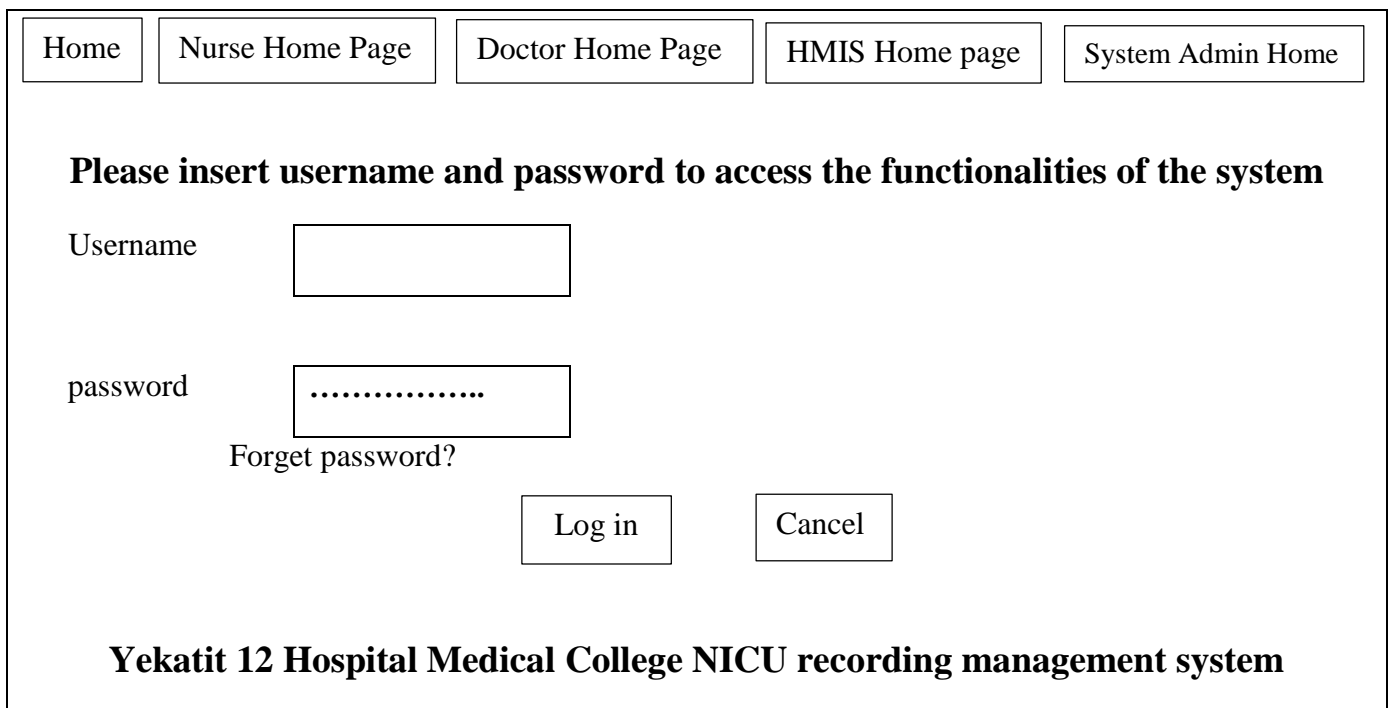 Home Nurse Home Page Doctor Home Page HMIS Home page System Admin Home
Please insert username and password to access the functionalities of the system
Username
password ……………..
Forget password?
Log in Cancel
Yekatit 12 Hospital Medical College NICU recording management system